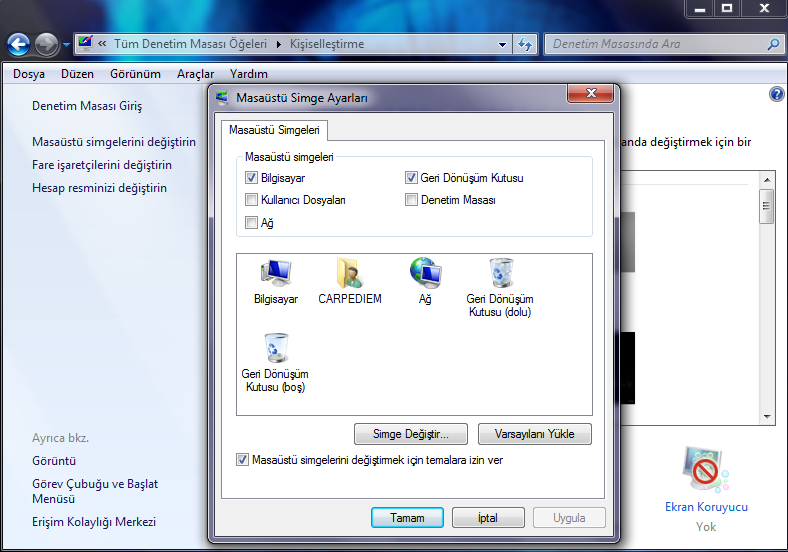 Tüm Denetim Masası Öğeleri
Kişiselleştirme
Denetim Masasında Ara
Dosya Düzen Görünüm Araçlar Yardım
Denetim Masası Giriş
Masaüstü simgelerini değiştirin
Fare işaretçilerini değiştirin
Hesap resminizi değiştirin
Masaüstü Simge Ayarları
Masaüstü Simgeleri
Masaüstü simgeleri
Bilgisayar
Geri Dönüşüm Kutusu
Kullanıcı Dosyaları
Denetim Masası
Ağ
Bilgisayar
CARPEDIEM
Ağ
Geri Dönüşüm
Kutusu (dolu)
Geri Dönüşüm
Kutusu (boş)
Simge Değiştir...
Varsayılanı Yükle
Masaüstü simgelerini değiştirmek için temalara izin ver
Tamam
İptal
Uygula
anda değiştirmek için bir
Ayrıca bkz.
Görüntü
Görev Çubuğu ve Başlat
Menüsü
Erişim Kolaylığı Merkezi
Ekran Koruyucu
Yok